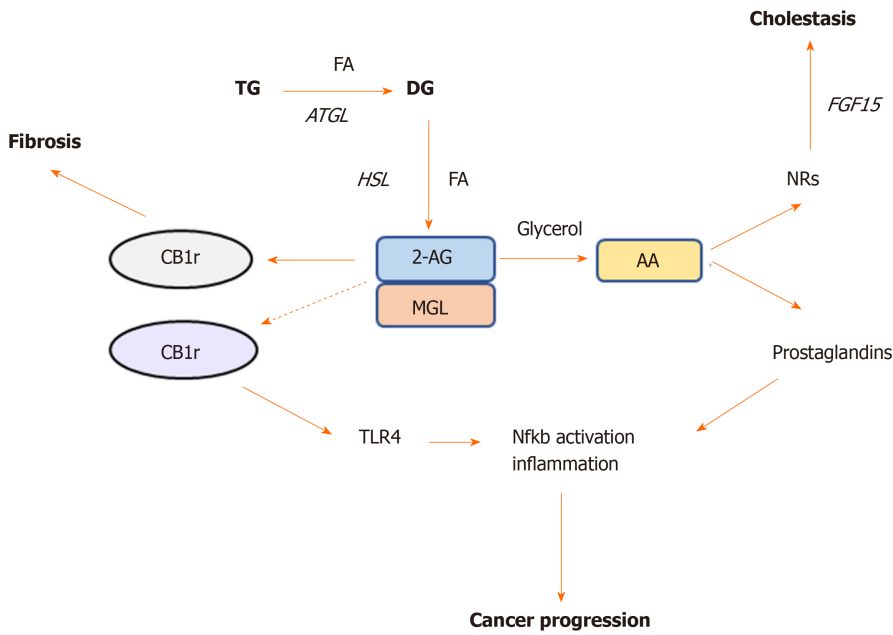 Cholestasis
FA
TG
DG
ATGL
FGF15
Fibrosis
HSL
FA
NRs
Glycerol
CB1r
2-AG
AA
MGL
CB1r
Prostaglandins
TLR4
Nfkb activation
inflammation
Cancer progression